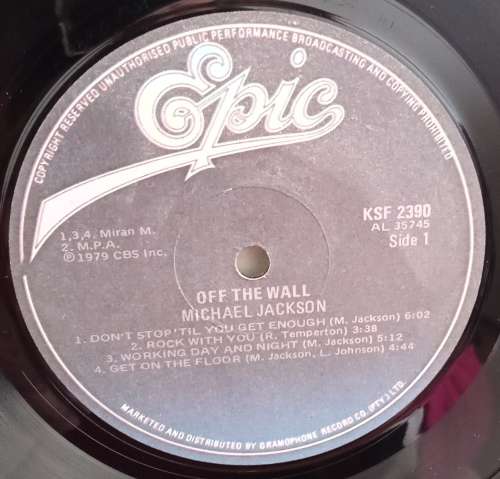 COPYRIGHT RESERVED UNAUTHORISED PUBLIC PERFORMANCE BROADCASTING AND COPYING PROHIBITED
Epic
1,3,4. Miran M.
2. M.P.A.
℗ 1979 CBS Inc.
KSF 2390
AL 35745
Side 1
OFF THE WALL
MICHAEL JACKSON
1. DON'T STOP 'TIL YOU GET ENOUGH (M. Jackson) 6:02
2. ROCK WITH YOU (R. Temperton) 3:38
3. WORKING DAY AND NIGHT (M. Jackson) 5:12
4. GET ON THE FLOOR (M. Jackson, L. Johnson) 4:44
MARKETED AND DISTRIBUTED BY GRAMOPHONE RECORD CO. (PTY.) LTD.